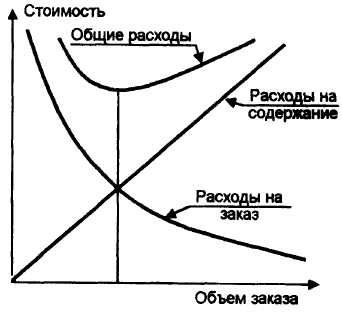 Стоимость
Общие расходы
Расходы на
содержание
Расходы на
заказ
Объем заказа